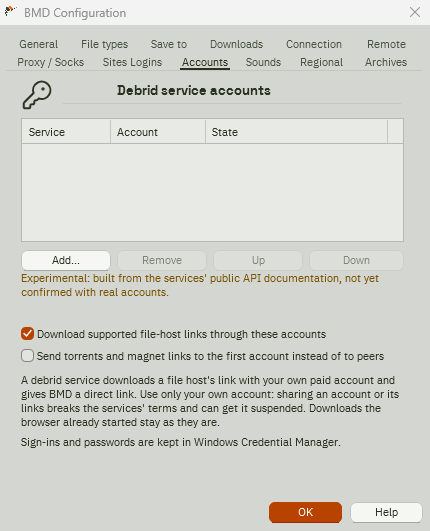 BMD Configuration
General File types Save to Downloads Connection Remote
Proxy / Socks Sites Logins Accounts Sounds Regional Archives
Debrid service accounts
Service Account State
Add... Remove Up Down
Experimental: built from the services' public API documentation, not yet
confirmed with real accounts.
Download supported file-host links through these accounts
Send torrents and magnet links to the first account instead of to peers
A debrid service downloads a file host's link with your own paid account and
gives BMD a direct link. Use only your own account: sharing an account or its
links breaks the services' terms and can get it suspended. Downloads the
browser already started stay as they are.
Sign-ins and passwords are kept in Windows Credential Manager.
OK Help